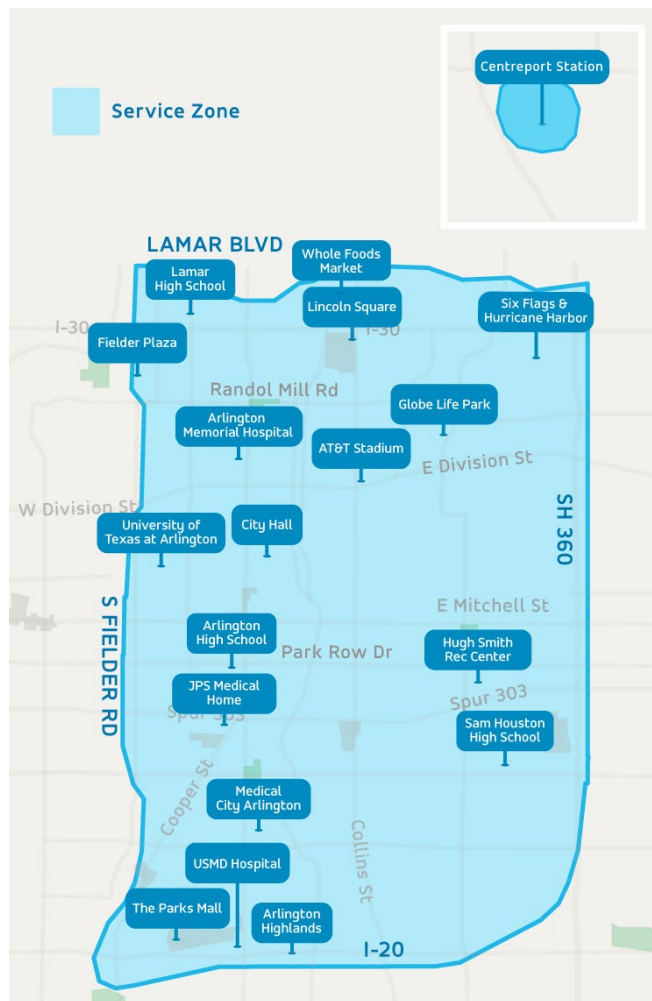 Centreport Station
Service Zone
LAMAR BLVD
Whole Foods
Market
Lamar
High School
Lincoln Square
Six Flags &
Hurricane Harbor
I-30
I-30
Fielder Plaza
Randol Mill Rd
Globe Life Park
Arlington
Memorial Hospital
AT&T Stadium
E Division St
W Division St
SH 360
University of
Texas at Arlington
City Hall
S FIELDER RD
E Mitchell St
Arlington
High School
Park Row Dr
Hugh Smith
Rec Center
JPS Medical
Home
Spur 303
Spur 303
Sam Houston
High School
Cooper St
Medical
City Arlington
Collins St
USMD Hospital
The Parks Mall
Arlington
Highlands
I-20